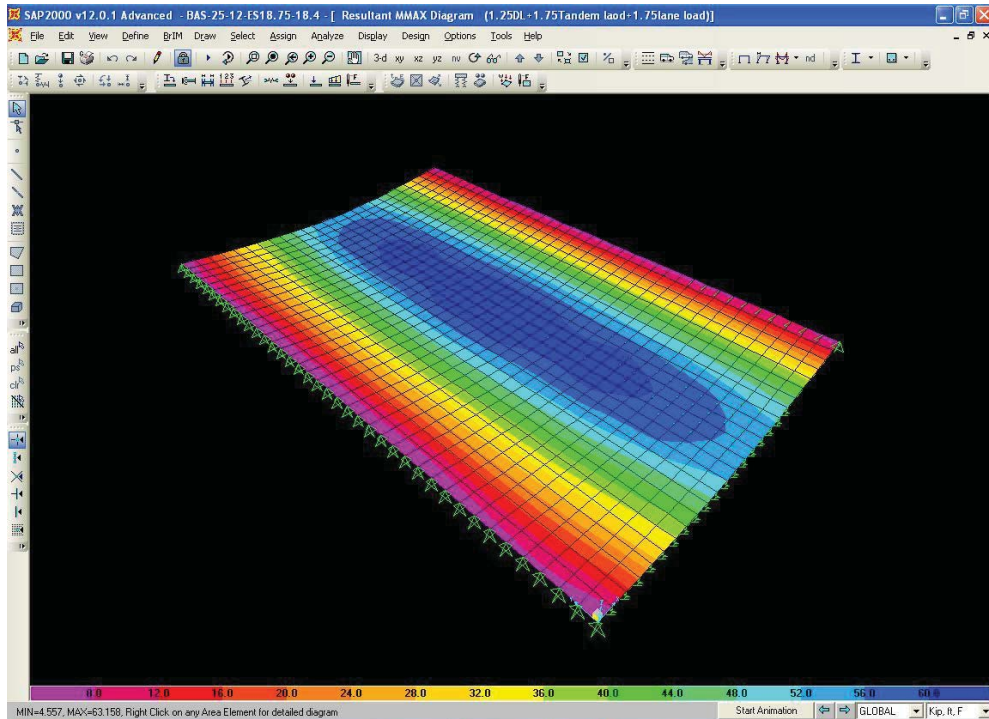 SAP2000 v12.0.1 Advanced - BAS-25-12-ES18.75-18.4 - [ Resultant MMAX Diagram (1.25DL+1.75Tandem laod+1.75lane load)]
File Edit View Define BrIM Draw Select Assign Analyze Display Design Options Tools Help
3-d xy xz yz nv nd
all
ps
clr
8.0 12.0 16.0 20.0 24.0 28.0 32.0 36.0 40.0 44.0 48.0 52.0 56.0 60.0
MIN=4.557, MAX=63.158, Right Click on any Area Element for detailed diagram Start Animation GLOBAL Kip, ft, F